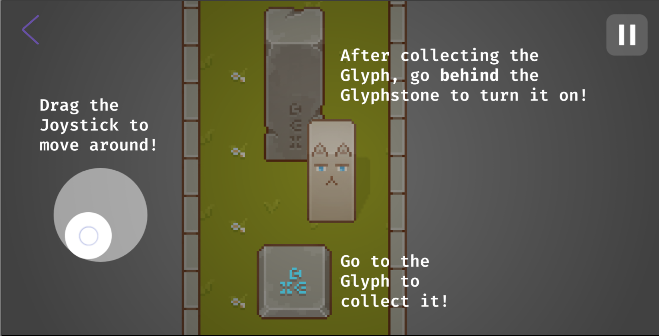 After collecting the
Glyph, go behind the
Glyphstone to turn it on!
Drag the
Joystick to
move around!
Go to the
Glyph to
collect it!